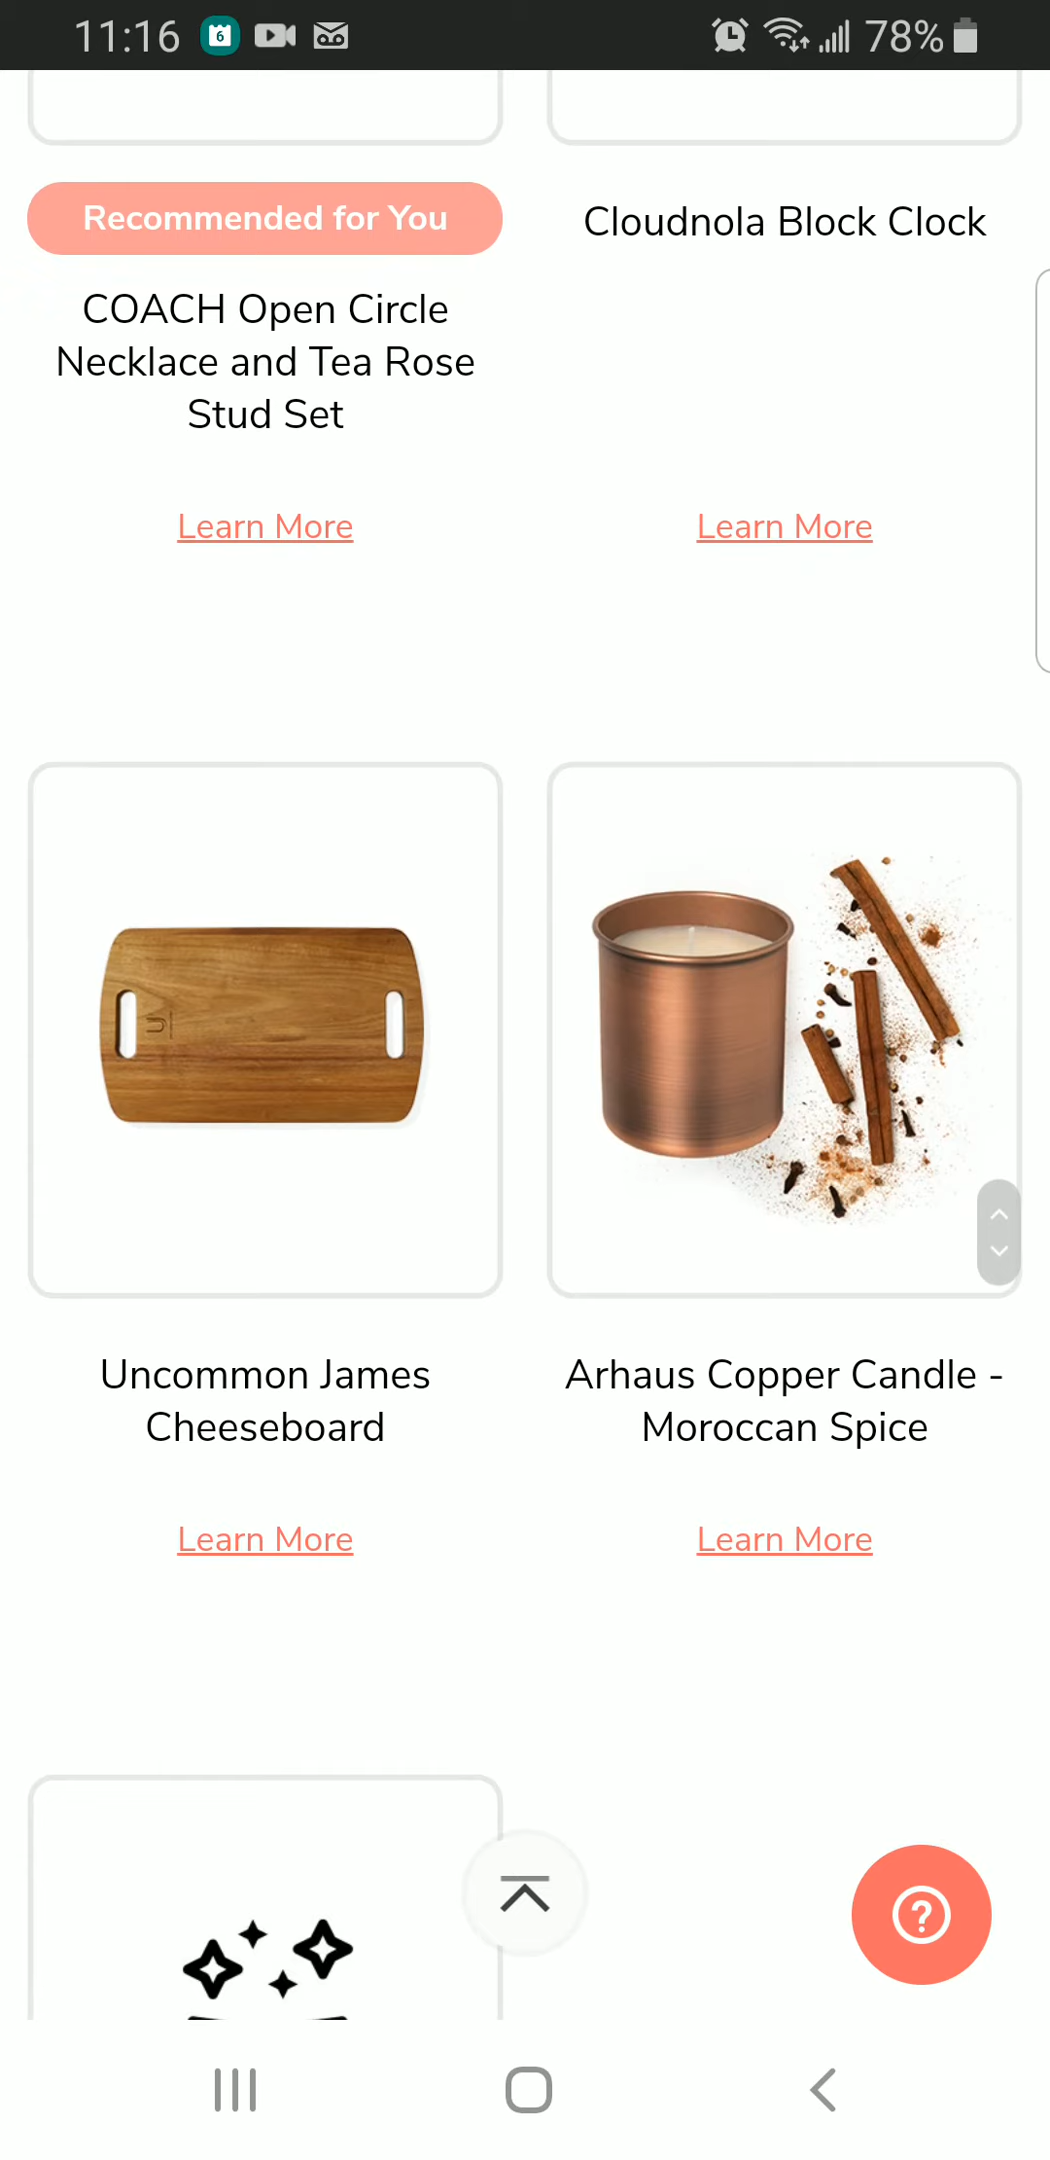 11:16
6
78%
Recommended for You
COACH Open Circle
Necklace and Tea Rose
Stud Set
Learn More
Cloudnola Block Clock
Learn More
Uncommon James
Cheeseboard
Learn More
Arhaus Copper Candle -
Moroccan Spice
Learn More
?